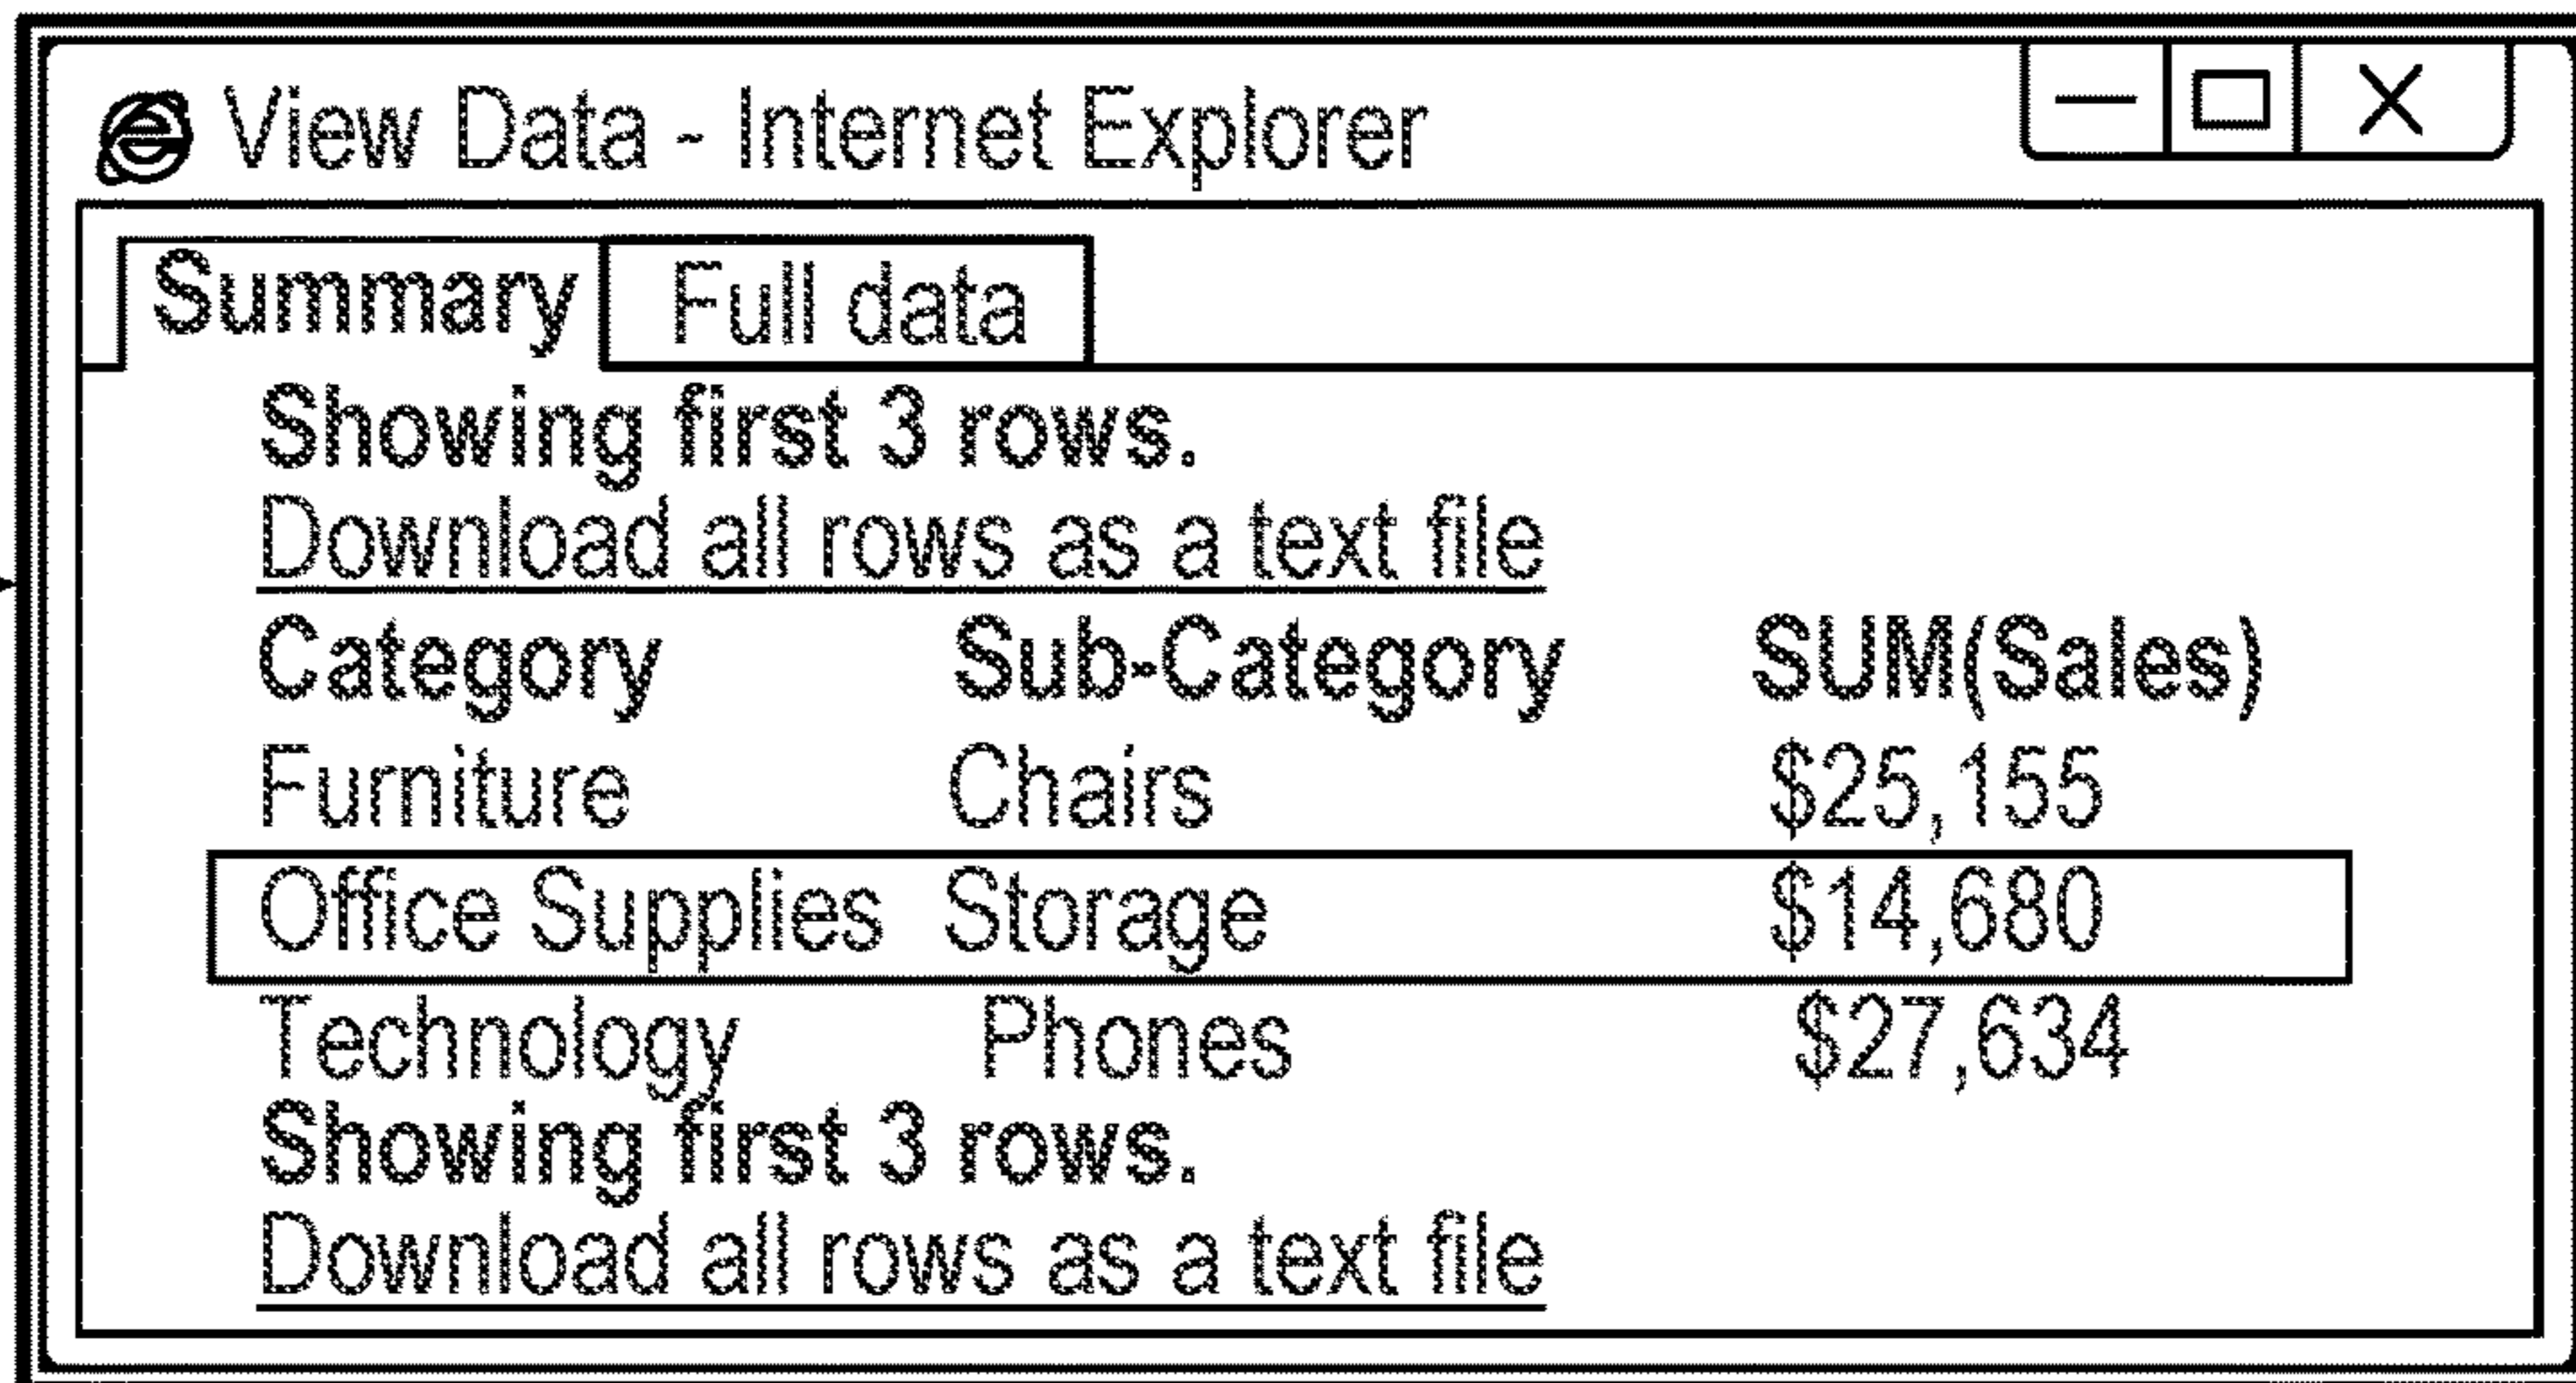 View Data - Internet Explorer
Summary Full data
Showing first 3 rows.
Download all rows as a text file
Category Sub-Category SUM(Sales)
Furniture Chairs $25,155
Office Supplies Storage $14,680
Technology Phones $27,634
Showing first 3 rows.
Download all rows as a text file